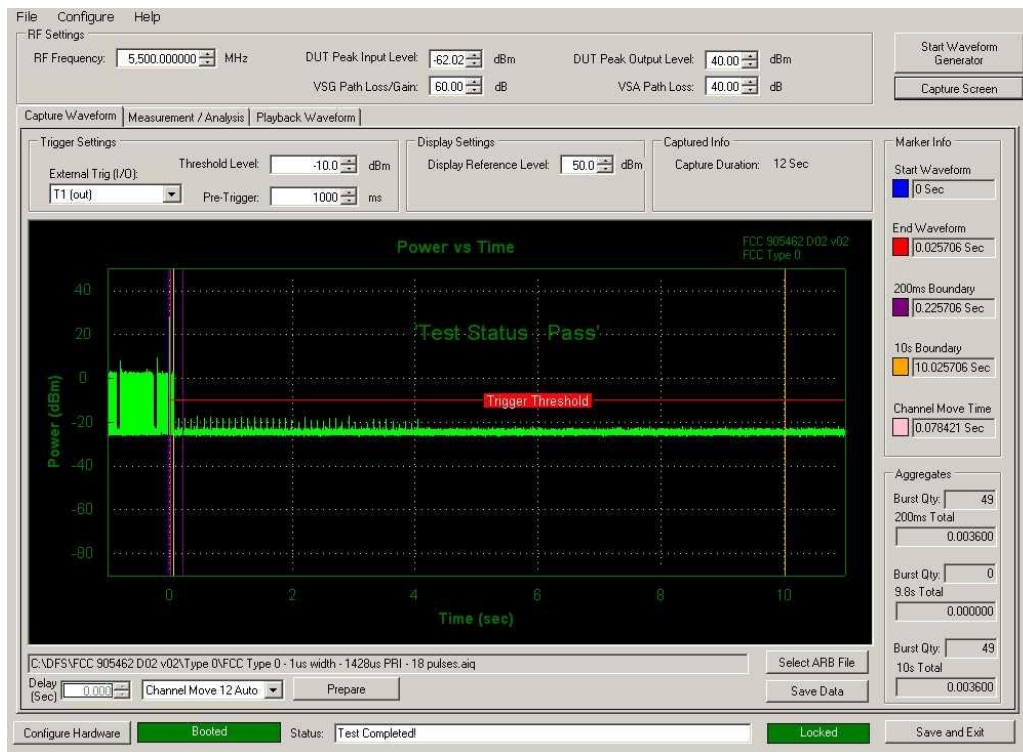 File Configure Help
RF Settings
RF Frequency: 5,500.000000 MHz
DUT Peak Input Level: -62.02 dBm
DUT Peak Output Level: 40.00 dBm
VSG Path Loss/Gain: 60.00 dB
VSA Path Loss: 40.00 dB
Start Waveform
Generator
Capture Screen
Capture Waveform Measurement / Analysis Playback Waveform
Trigger Settings
External Trig (I/O):
T1 (out)
Threshold Level: -10.0 dBm
Pre-Trigger: 1000 ms
Display Settings
Display Reference Level: 50.0 dBm
Captured Info
Capture Duration: 12 Sec
Marker Info
Start Waveform
0 Sec
End Waveform
0.025706 Sec
200ms Boundary
0.225706 Sec
10s Boundary
10.025706 Sec
Channel Move Time
0.078421 Sec
Power vs Time
FCC 905462 D02 v02
FCC Type 0
'Test Status - Pass'
Trigger Threshold
Power (dBm)
40
20
0
-20
-40
-60
-80
0 2 4 6 8 10
Time (sec)
Aggregates
Burst Qty: 49
200ms Total
0.003600
Burst Qty: 0
9.8s Total
0.000000
Burst Qty: 49
10s Total
0.003600
C:\DFS\FCC 905462 D02 v02\Type 0\FCC Type 0 - 1us width - 1428us PRI - 18 pulses.aiq
Select ARB File
Delay
(Sec) 0.000 Channel Move 12 Auto Prepare
Save Data
Configure Hardware Booted Status: Test Completed! Locked Save and Exit